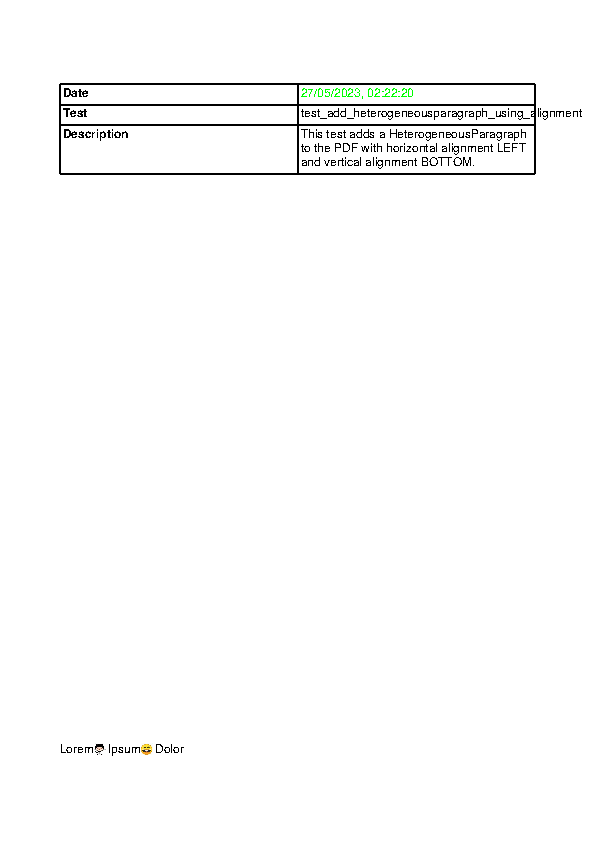 Date 27/05/2023, 02:22:20
Test test_add_heterogeneousparagraph_using_alignment
Description This test adds a HeterogeneousParagraph
to the PDF with horizontal alignment LEFT
and vertical alignment BOTTOM.
Lorem Ipsum Dolor